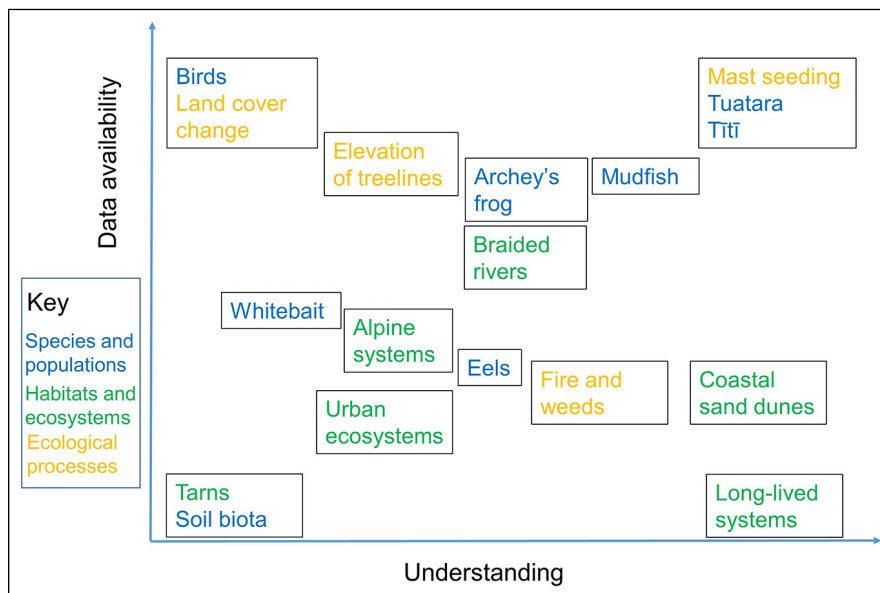 Data availability
Birds
Land cover
change
Elevation
of treelines
Archey's
frog
Mudfish
Mast seeding
Tuatara
Tītī
Braided
rivers
Whitebait
Alpine
systems
Eels
Fire and
weeds
Coastal
sand dunes
Urban
ecosystems
Tarns
Soil biota
Long-lived
systems
Key
Species and
populations
Habitats and
ecosystems
Ecological
processes
Understanding